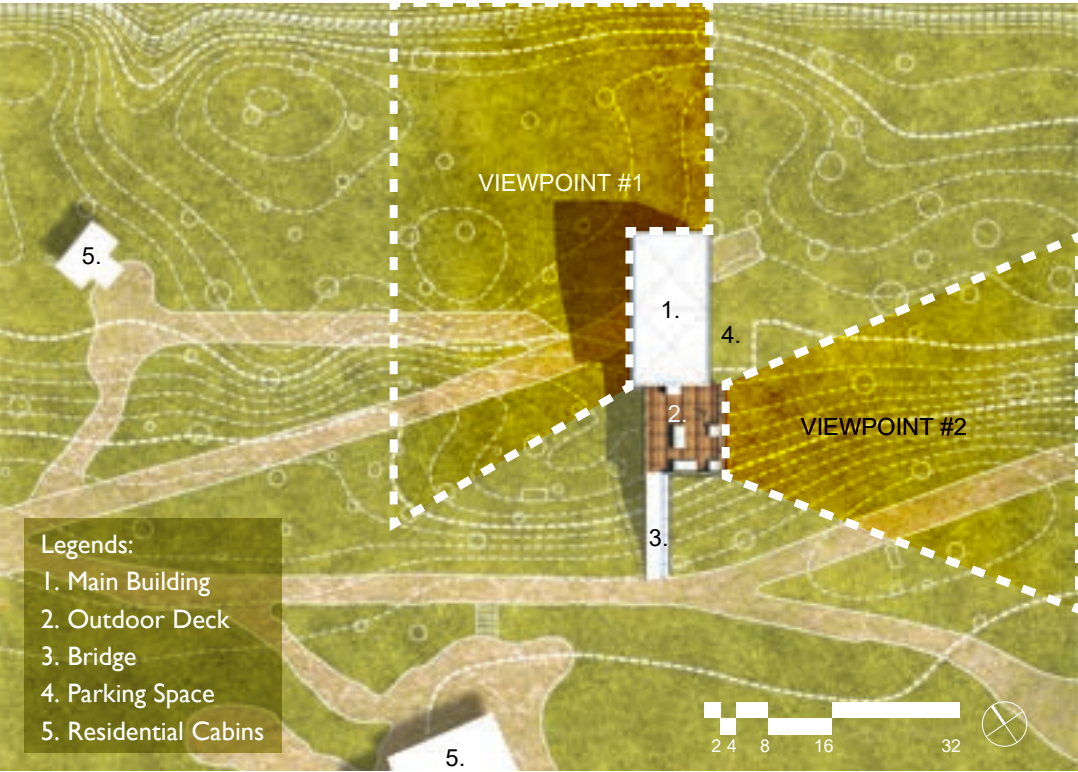 VIEWPOINT #1
5.
1.
4.
2.
VIEWPOINT #2
3.
Legends:
1. Main Building
2. Outdoor Deck
3. Bridge
4. Parking Space
5. Residential Cabins
5.
2 4 8 16 32